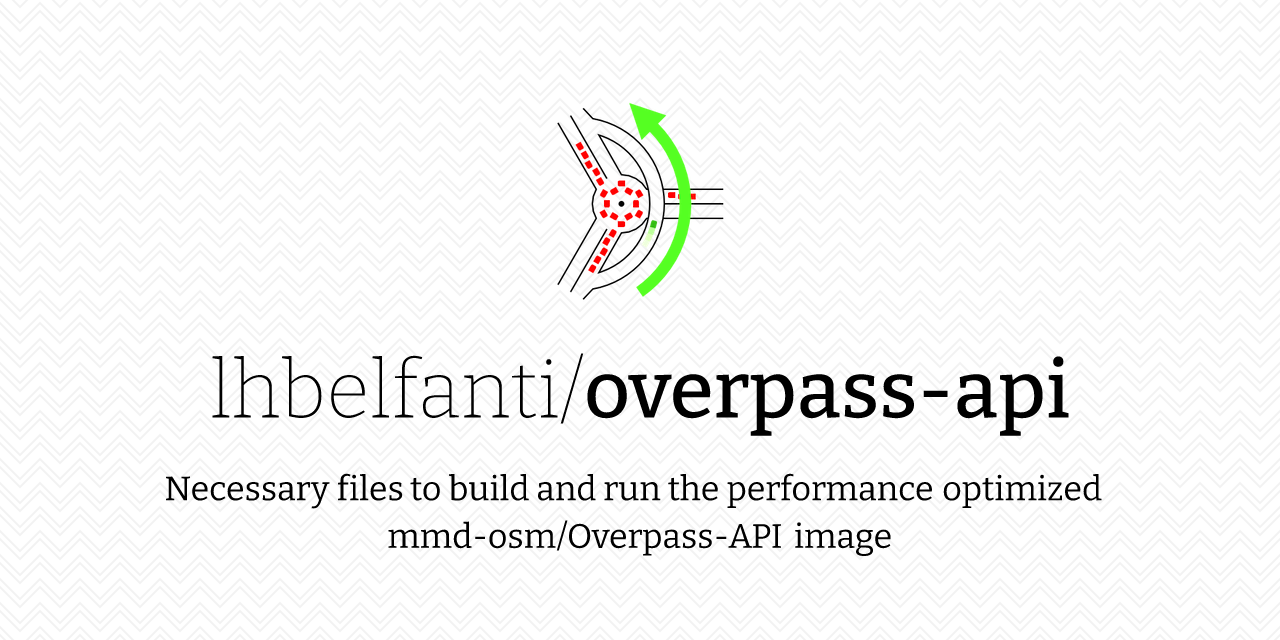 lhbelfanti/overpass-api
Necessary files to build and run the performance optimized
mmd-osm/Overpass-API image